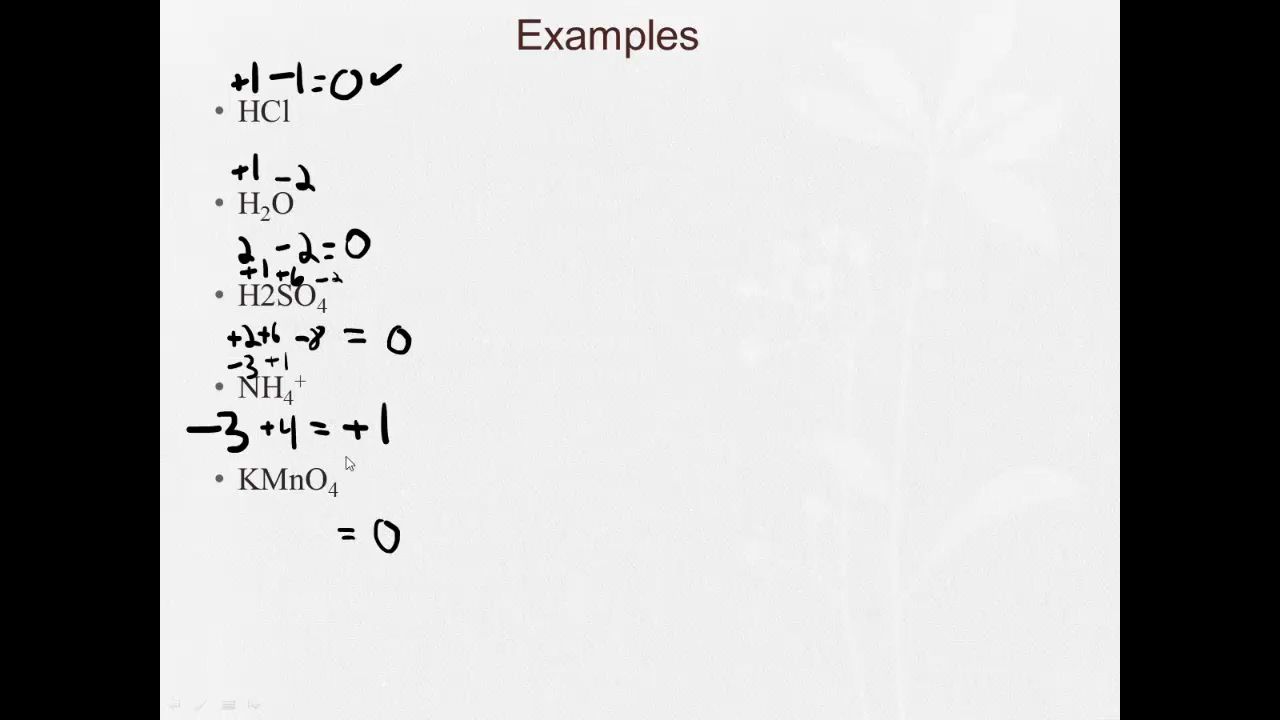 Examples
+1 -1 = 0 ✓
• HCl
+1 -2
• H₂O
2 -2 = 0
+1 +6 -2
• H2SO₄
+2 +6 -8 = 0
-3 +1
• NH₄⁺
-3 +4 = +1
• KMnO₄
= 0